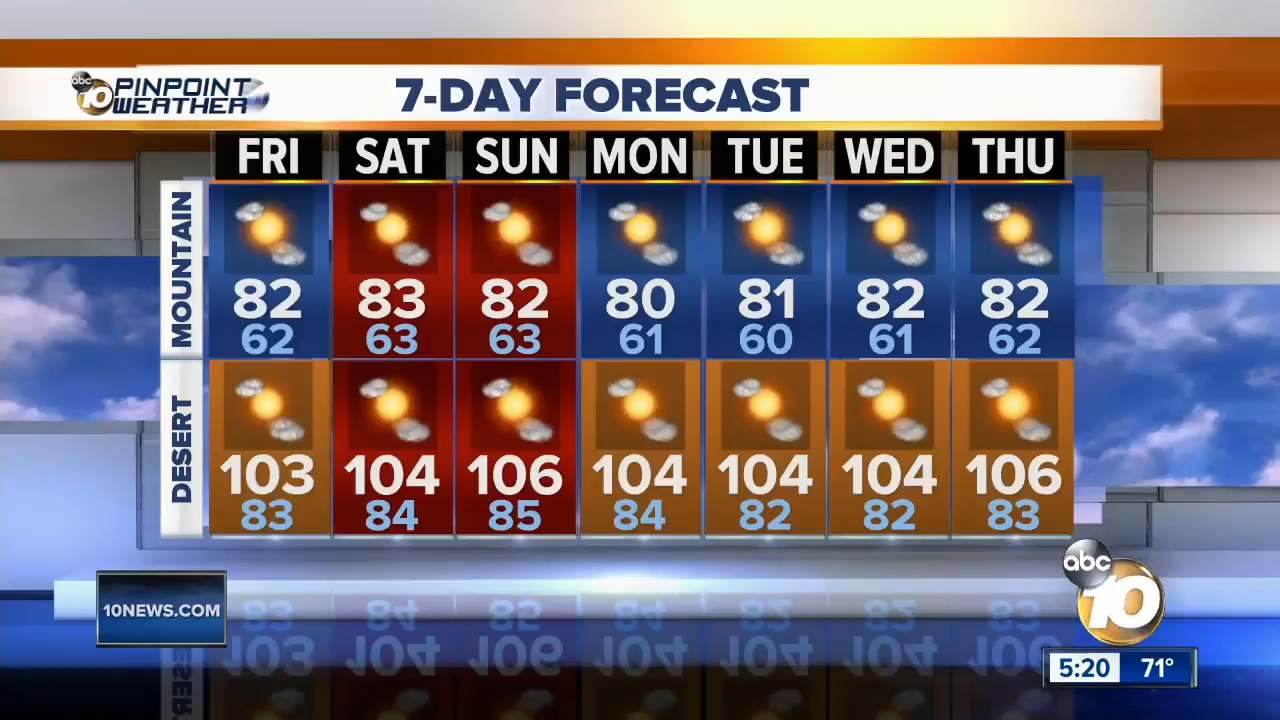 abc 10 PINPOINT WEATHER
7-DAY FORECAST
FRI SAT SUN MON TUE WED THU
MOUNTAIN
82 83 82 80 81 82 82
62 63 63 61 60 61 62
DESERT
103 104 106 104 104 104 106
83 84 85 84 82 82 83
10NEWS.COM
abc 10
5:20 71°